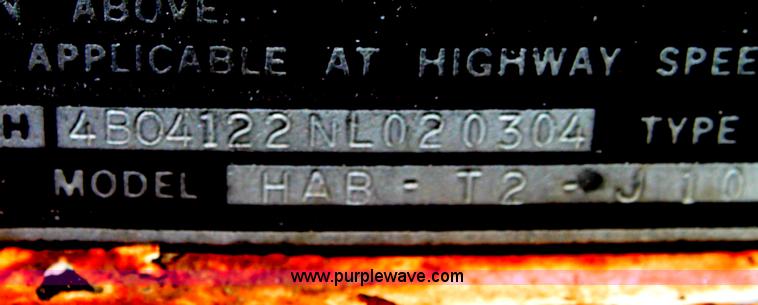 ABOVE.
APPLICABLE AT HIGHWAY SPEE
H 4B04122NL020304 TYPE
MODEL HAB-T2-J10
www.purplewave.com